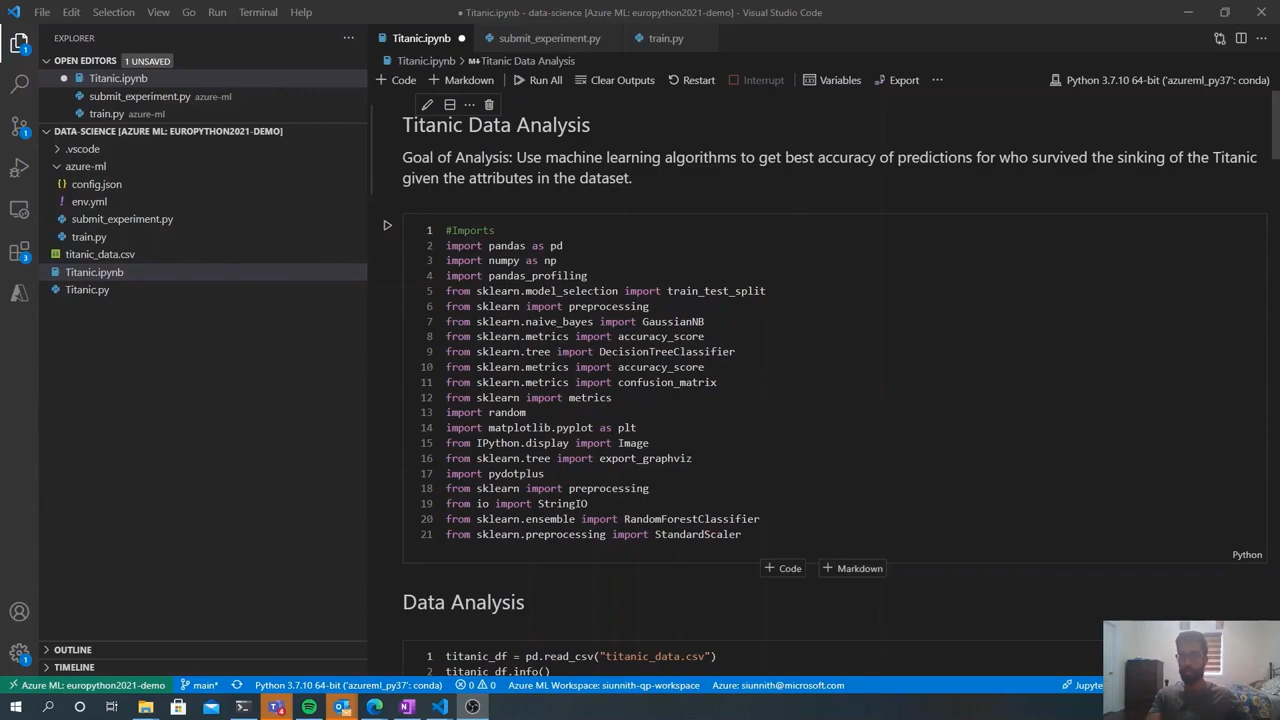 File Edit Selection View Go Run Terminal Help
● Titanic.ipynb - data-science [Azure ML: europython2021-demo] - Visual Studio Code
EXPLORER
OPEN EDITORS 1 UNSAVED
Titanic.ipynb
submit_experiment.py azure-ml
train.py azure-ml
DATA-SCIENCE [AZURE ML: EUROPYTHON2021-DEMO]
.vscode
azure-ml
config.json
env.yml
submit_experiment.py
train.py
titanic_data.csv
Titanic.ipynb
Titanic.py
OUTLINE
TIMELINE
1
1
3
1
Titanic.ipynb ● submit_experiment.py train.py
Titanic.ipynb > Titanic Data Analysis
+ Code + Markdown Run All Clear Outputs Restart Interrupt Variables Export ··· Python 3.7.10 64-bit ('azureml_py37': conda)
Titanic Data Analysis
Goal of Analysis: Use machine learning algorithms to get best accuracy of predictions for who survived the sinking of the Titanic
given the attributes in the dataset.
1 #Imports
2 import pandas as pd
3 import numpy as np
4 import pandas_profiling
5 from sklearn.model_selection import train_test_split
6 from sklearn import preprocessing
7 from sklearn.naive_bayes import GaussianNB
8 from sklearn.metrics import accuracy_score
9 from sklearn.tree import DecisionTreeClassifier
10 from sklearn.metrics import accuracy_score
11 from sklearn.metrics import confusion_matrix
12 from sklearn import metrics
13 import random
14 import matplotlib.pyplot as plt
15 from IPython.display import Image
16 from sklearn.tree import export_graphviz
17 import pydotplus
18 from sklearn import preprocessing
19 from io import StringIO
20 from sklearn.ensemble import RandomForestClassifier
21 from sklearn.preprocessing import StandardScaler
Python
+ Code + Markdown
Data Analysis
1 titanic_df = pd.read_csv("titanic_data.csv")
2 titanic_df.info()
Azure ML: europython2021-demo main* Python 3.7.10 64-bit ('azureml_py37': conda) 0 0 Azure ML Workspace: siunnith-qp-workspace Azure: siunnith@microsoft.com Jupyte